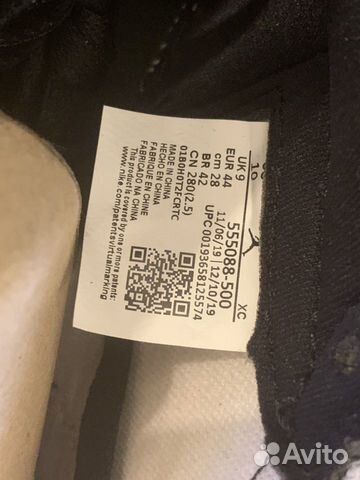 UK 9
EUR 44
cm 28
BR 42
CN 280(2.5)
XC
555088-500
11/06/19 | 12/10/19
UPC 00193658125574
01B0H1T2FCRTC
MADE IN CHINA
HECHO EN CHINA
FABRIQUE EN CHINE
FABRICADO NA CHINA
This product is covered by one or more patents
www.nike.com/patentsvirtualmarking
Avito